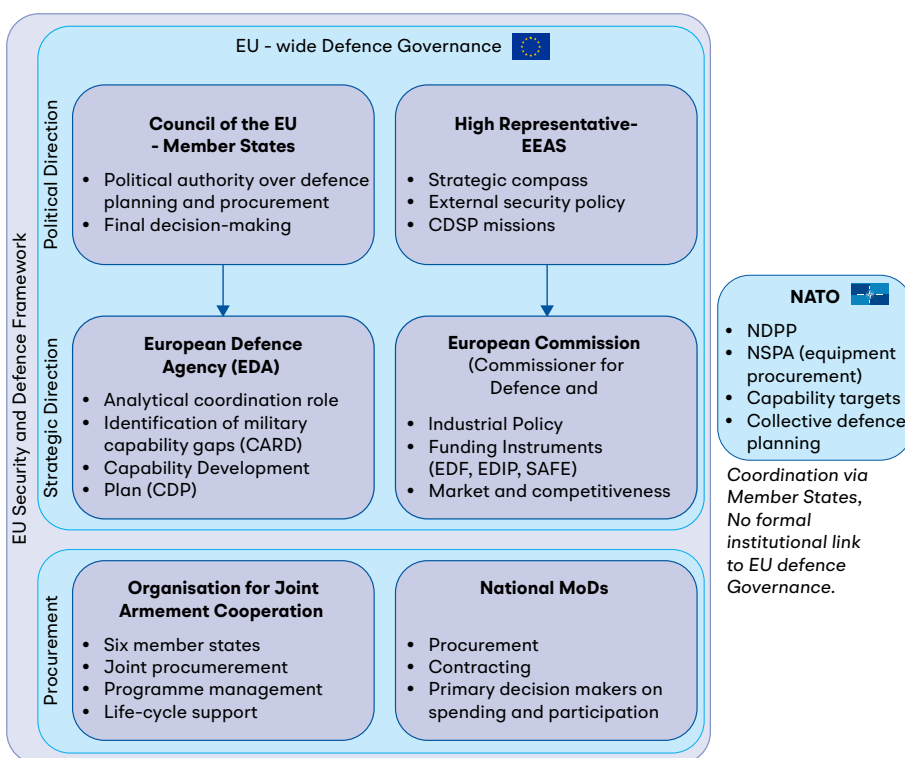 EU - wide Defence Governance
EU Security and Defence Framework
Political Direction
Council of the EU
- Member States
• Political authority over defence
planning and procurement
• Final decision-making
High Representative-
EEAS
• Strategic compass
• External security policy
• CDSP missions
Strategic Direction
European Defence
Agency (EDA)
• Analytical coordination role
• Identification of military
capability gaps (CARD)
• Capability Development
• Plan (CDP)
European Commission
(Commissioner for
Defence and
• Industrial Policy
• Funding Instruments
(EDF, EDIP, SAFE)
• Market and competitiveness
NATO
• NDPP
• NSPA (equipment
procurement)
• Capability targets
• Collective defence
planning
Coordination via
Member States,
No formal
institutional link
to EU defence
Governance.
Procurement
Organisation for Joint
Armement Cooperation
• Six member states
• Joint procumerement
• Programme management
• Life-cycle support
National MoDs
• Procurement
• Contracting
• Primary decision makers on
spending and participation